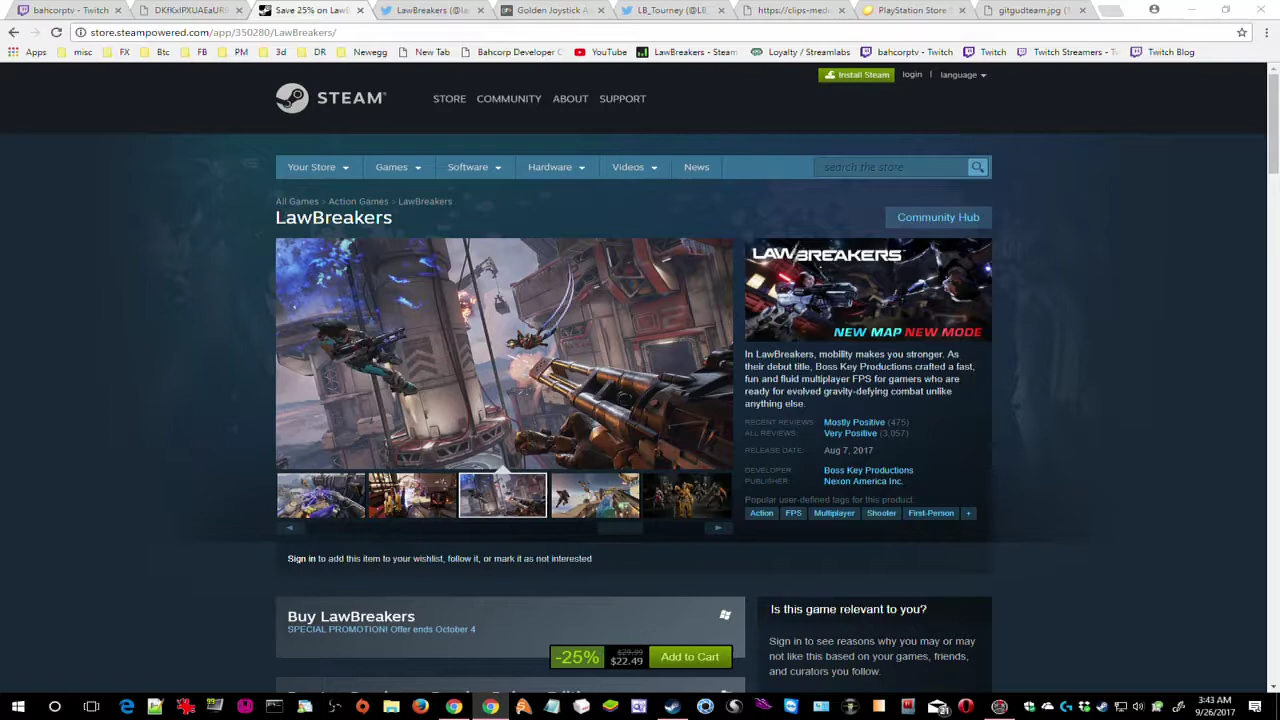 bahcorptv - Twitch
DKfKxIPXUAEaUR
Save 25% on LawB
LawBreakers (@la
Golden Joystick A
LB_Tourney (@LB_
https://clips-med
PlayStation Store
gitgudteam.jpg (1
store.steampowered.com/app/350280/LawBreakers/
Apps
misc
FX
Btc
FB
PM
3d
DR
Newegg
New Tab
Bahcorp Developer C
YouTube
LawBreakers - Steam
Loyalty / Streamlabs
bahcorptv - Twitch
Twitch
Twitch Streamers - T
Twitch Blog
Install Steam
login | language
STEAM
STORE COMMUNITY ABOUT SUPPORT
Your Store
Games
Software
Hardware
Videos
News
search the store
All Games > Action Games > LawBreakers
LawBreakers
Community Hub
LAWBREAKERS
NEW MAP NEW MODE
In LawBreakers, mobility makes you stronger. As
their debut title, Boss Key Productions crafted a fast,
fun and fluid multiplayer FPS for gamers who are
ready for evolved gravity-defying combat unlike
anything else.
RECENT REVIEWS: Mostly Positive (475)
ALL REVIEWS: Very Positive (3,057)
RELEASE DATE: Aug 7, 2017
DEVELOPER: Boss Key Productions
PUBLISHER: Nexon America Inc.
Popular user-defined tags for this product:
Action FPS Multiplayer Shooter First-Person +
Sign in to add this item to your wishlist, follow it, or mark it as not interested
Buy LawBreakers
SPECIAL PROMOTION! Offer ends October 4
-25%
$29.99
$22.49
Add to Cart
Is this game relevant to you?
Sign in to see reasons why you may or may
not like this based on your games, friends,
and curators you follow.
3:43 AM
9/26/2017